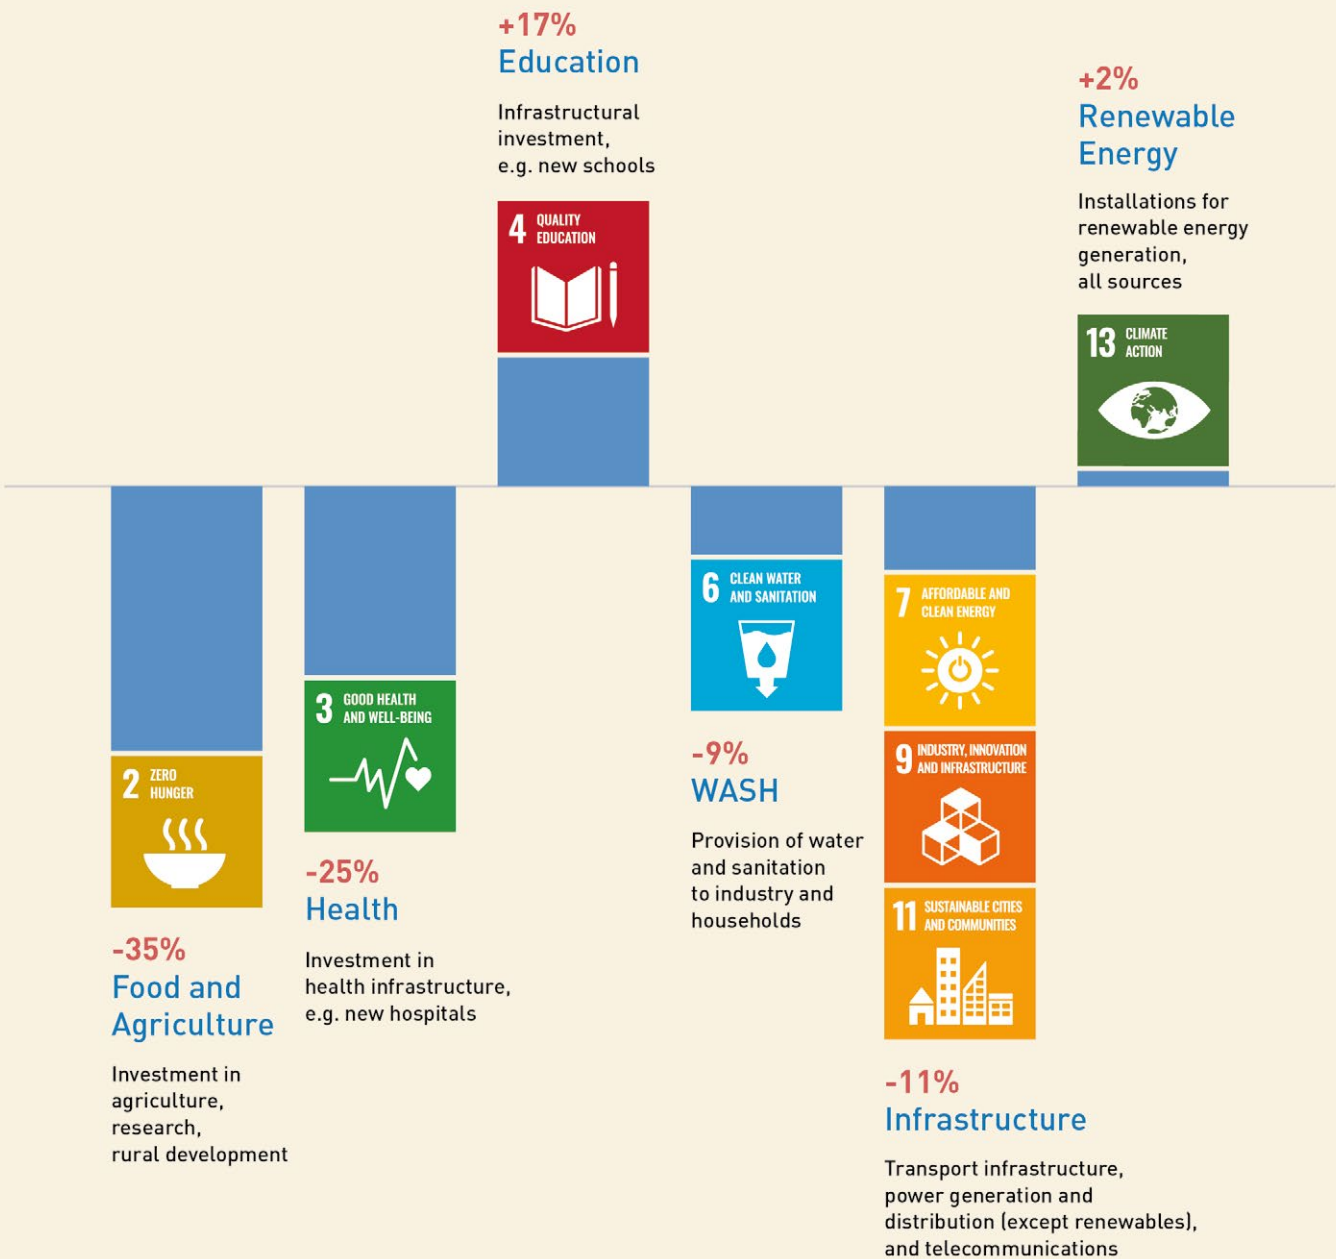 +17%
Education
Infrastructural
investment,
e.g. new schools
4 QUALITY
EDUCATION
+2%
Renewable
Energy
Installations for
renewable energy
generation,
all sources
13 CLIMATE
ACTION
2 ZERO
HUNGER
-35%
Food and
Agriculture
Investment in
agriculture,
research,
rural development
3 GOOD HEALTH
AND WELL-BEING
-25%
Health
Investment in
health infrastructure,
e.g. new hospitals
6 CLEAN WATER
AND SANITATION
-9%
WASH
Provision of water
and sanitation
to industry and
households
7 AFFORDABLE AND
CLEAN ENERGY
9 INDUSTRY, INNOVATION
AND INFRASTRUCTURE
11 SUSTAINABLE CITIES
AND COMMUNITIES
-11%
Infrastructure
Transport infrastructure,
power generation and
distribution (except renewables),
and telecommunications